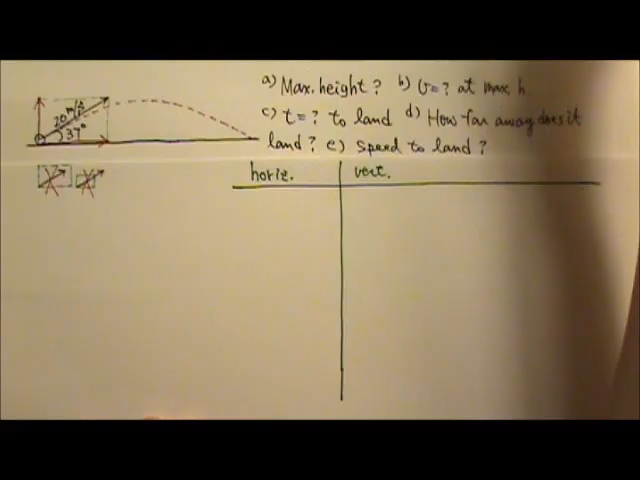 a) Max. height ? b) v = ? at max h.
c) t = ? to land d) How far away does it
land ? e) speed to land ?
20 m/s
37°
horiz. vert.